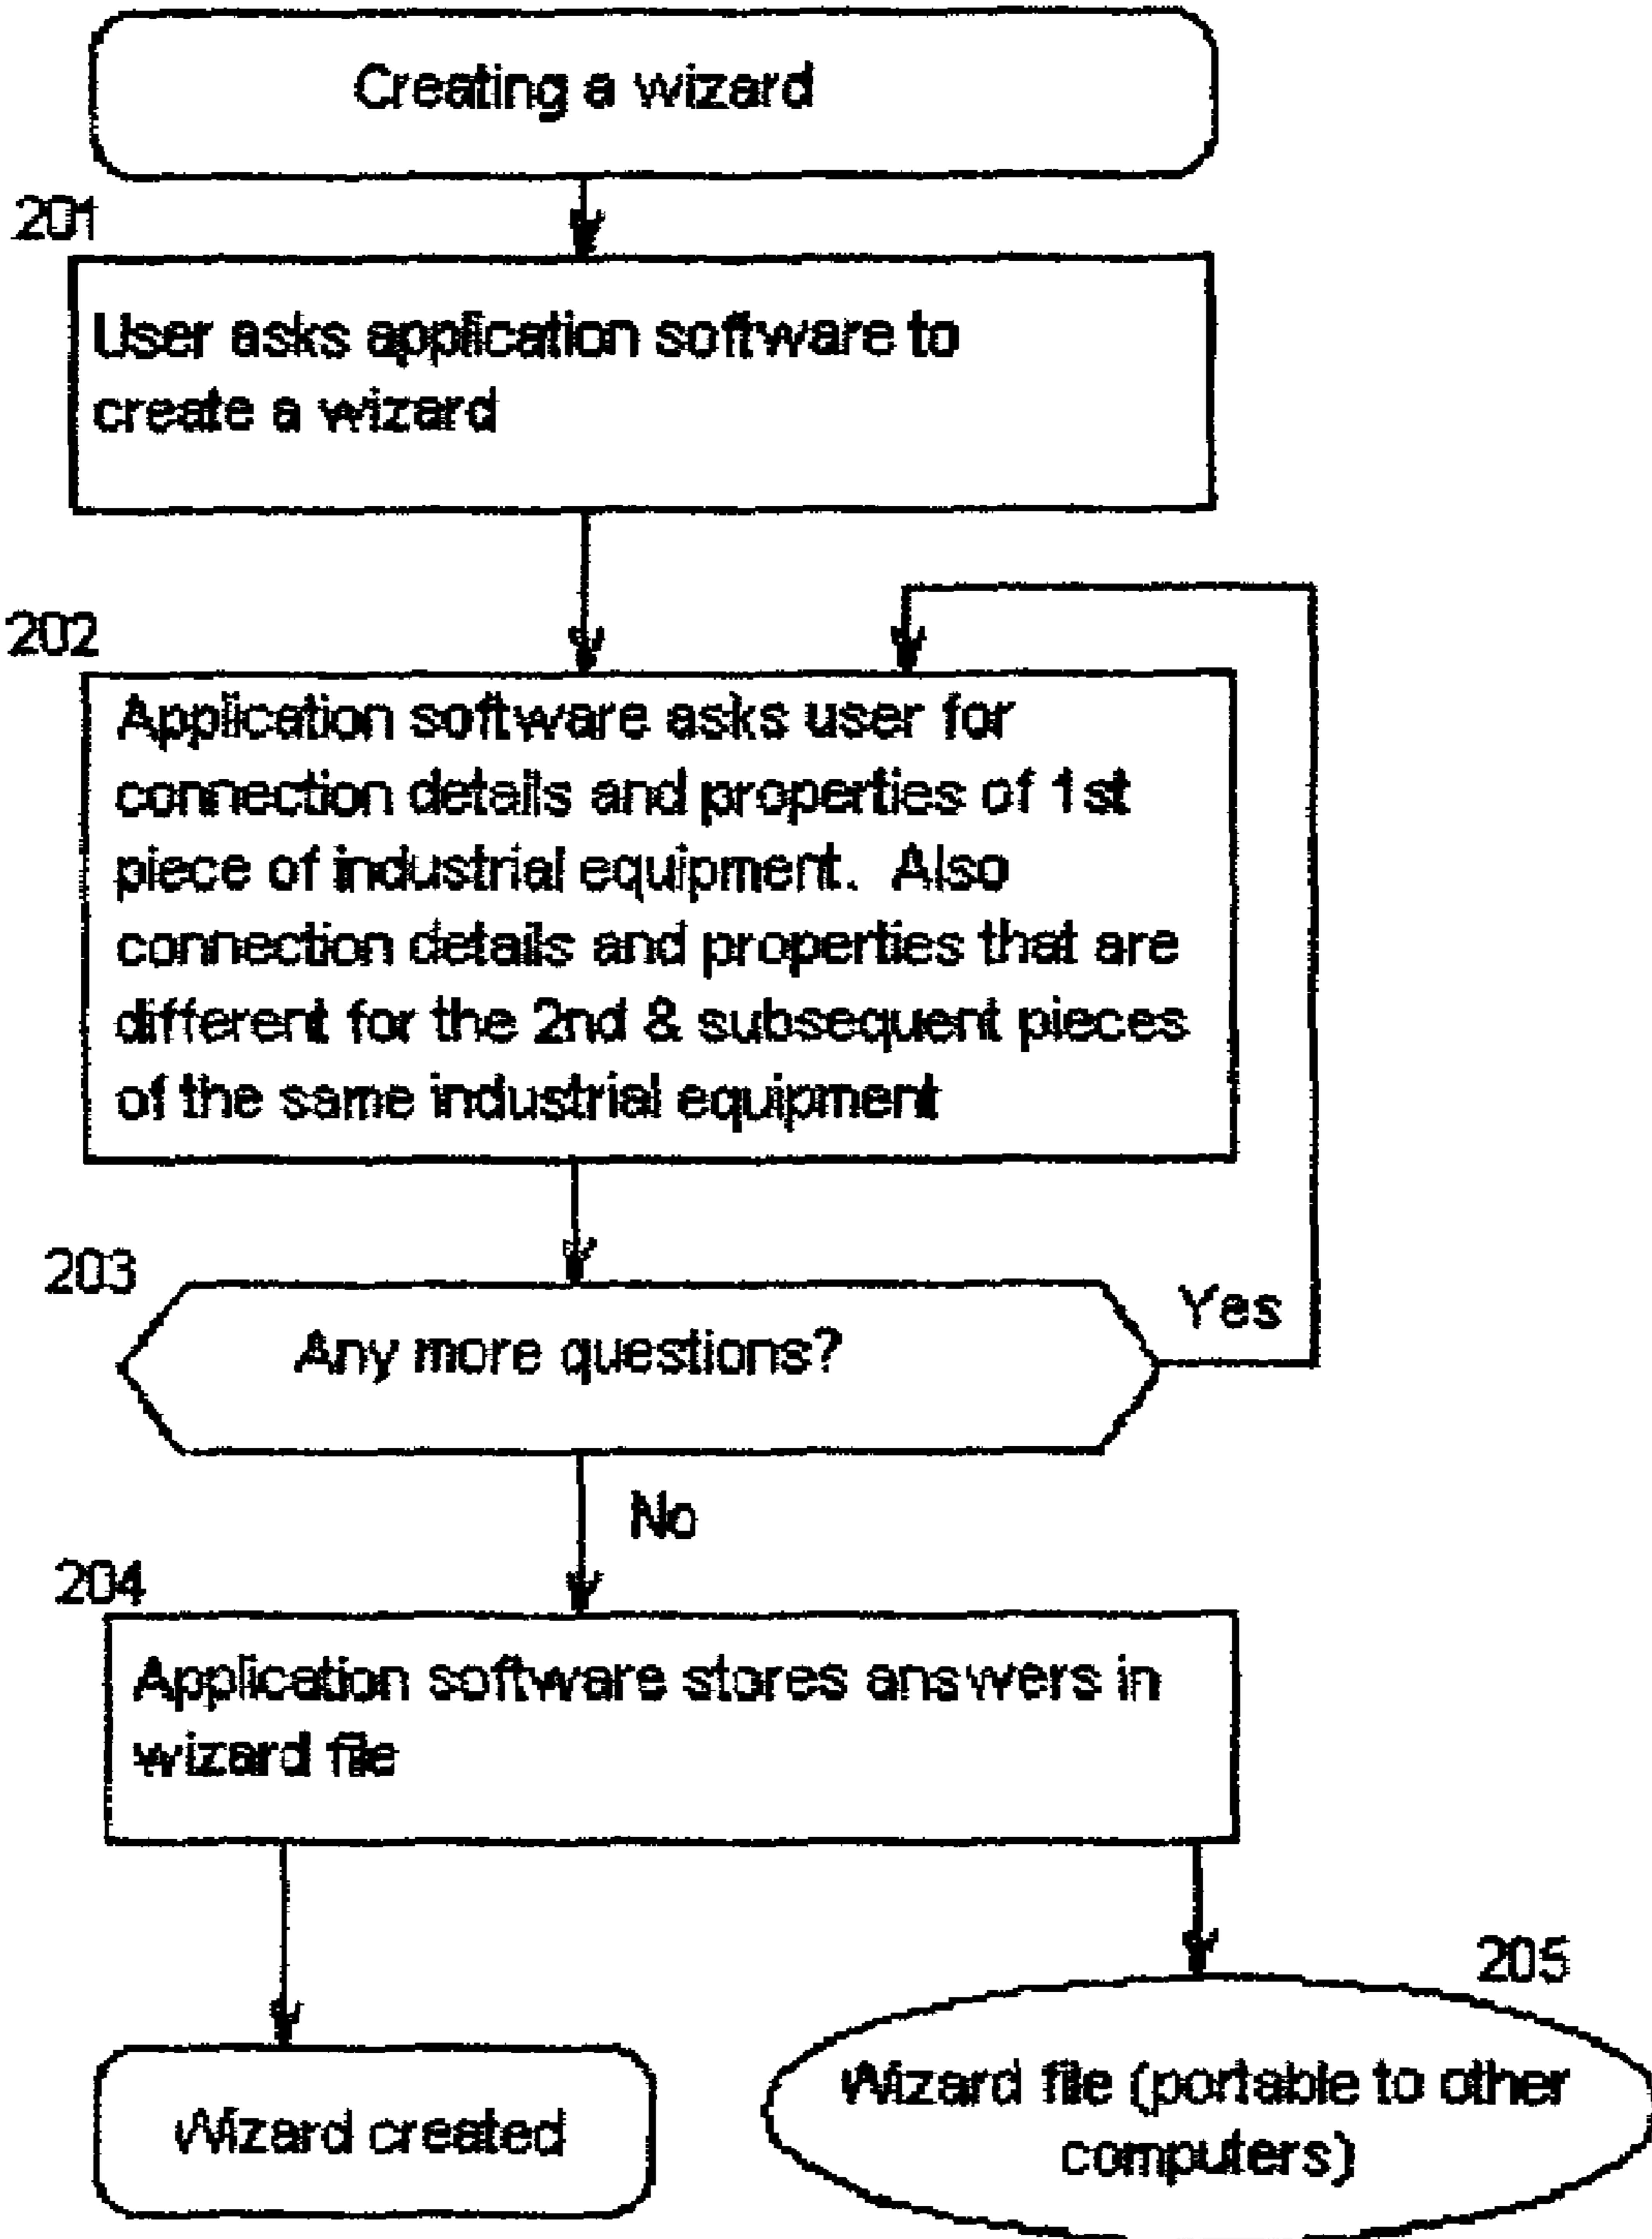 Creating a wizard
201
User asks application software to
create a wizard
202
Application software asks user for
connection details and properties of 1st
piece of industrial equipment. Also
connection details and properties that are
different for the 2nd & subsequent pieces
of the same industrial equipment
203
Any more questions?
Yes
No
204
Application software stores answers in
wizard file
Wizard created
205
Wizard file (portable to other
computers)